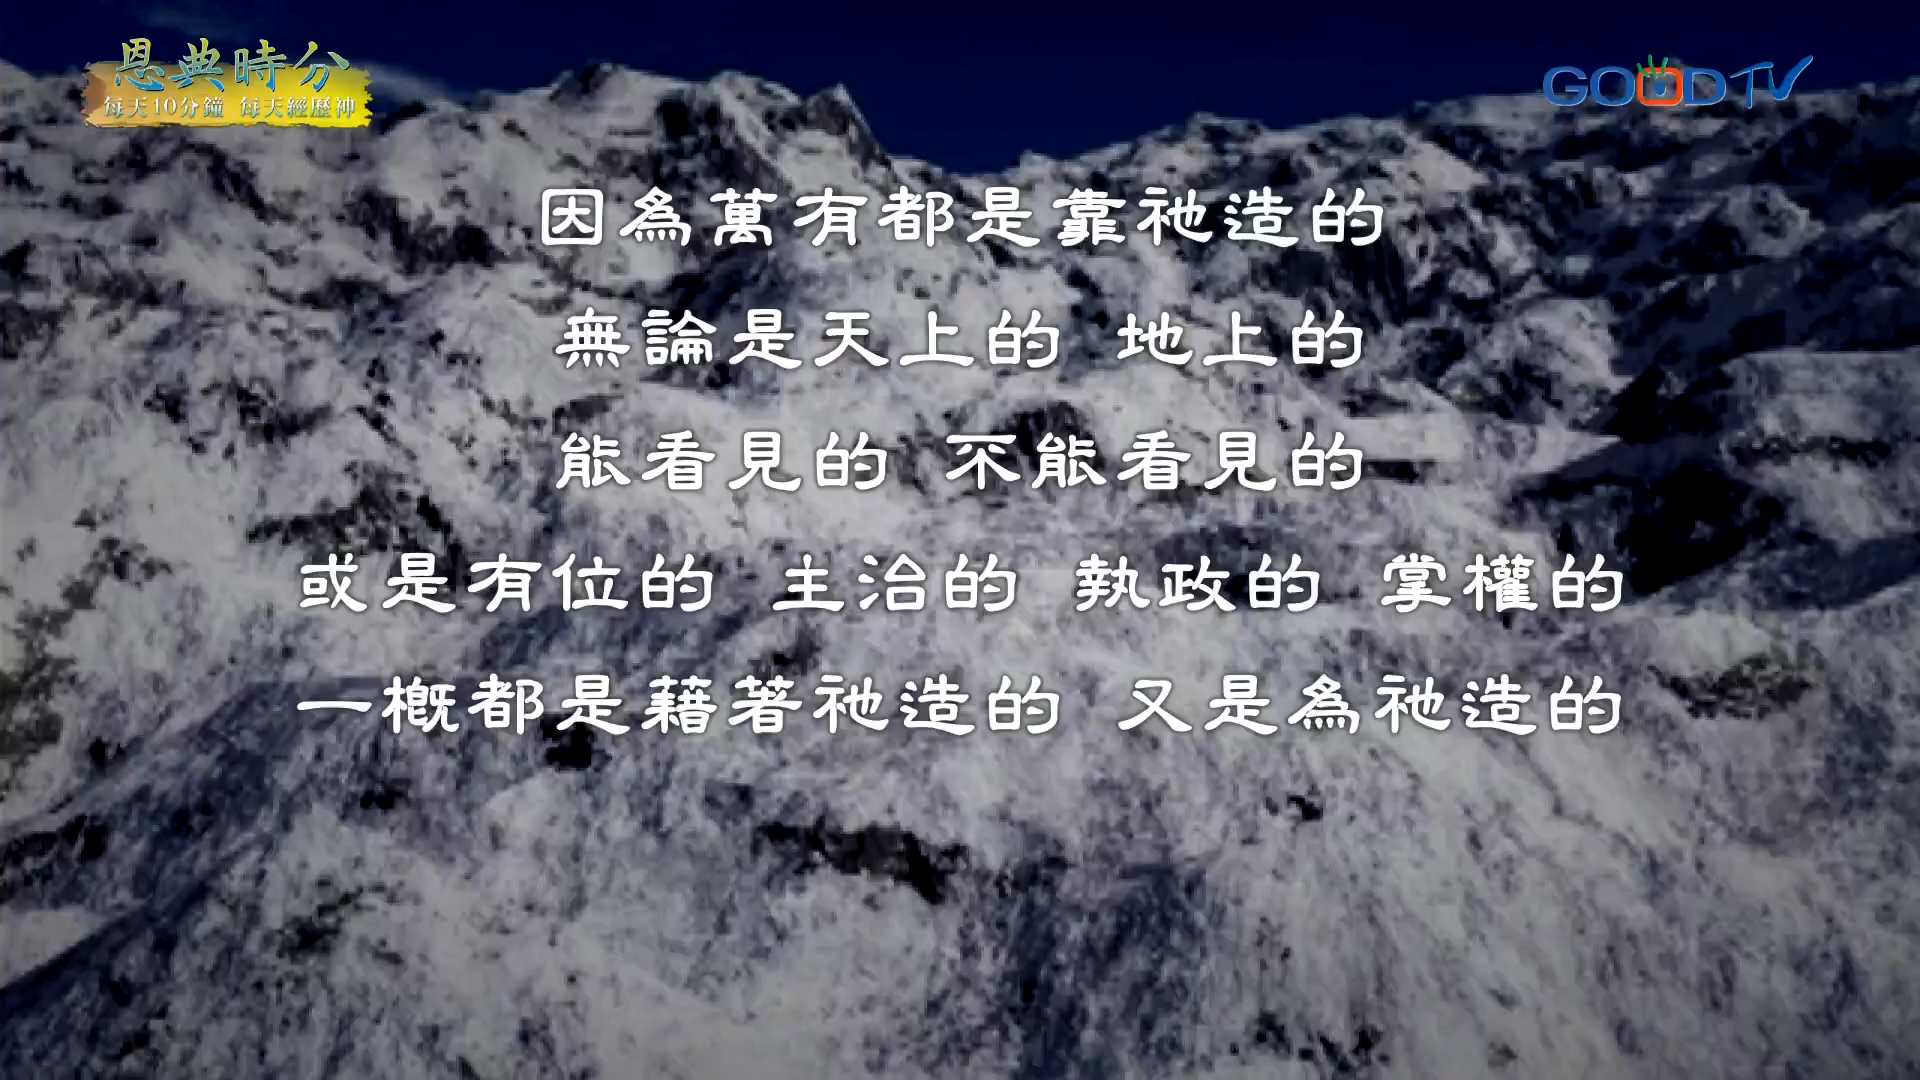 恩典時分
每天10分鐘 每天經歷神
GOOD TV
因為萬有都是靠祂造的
無論是天上的 地上的
能看見的 不能看見的
或是有位的 主治的 執政的 掌權的
一概都是藉著祂造的 又是為祂造的